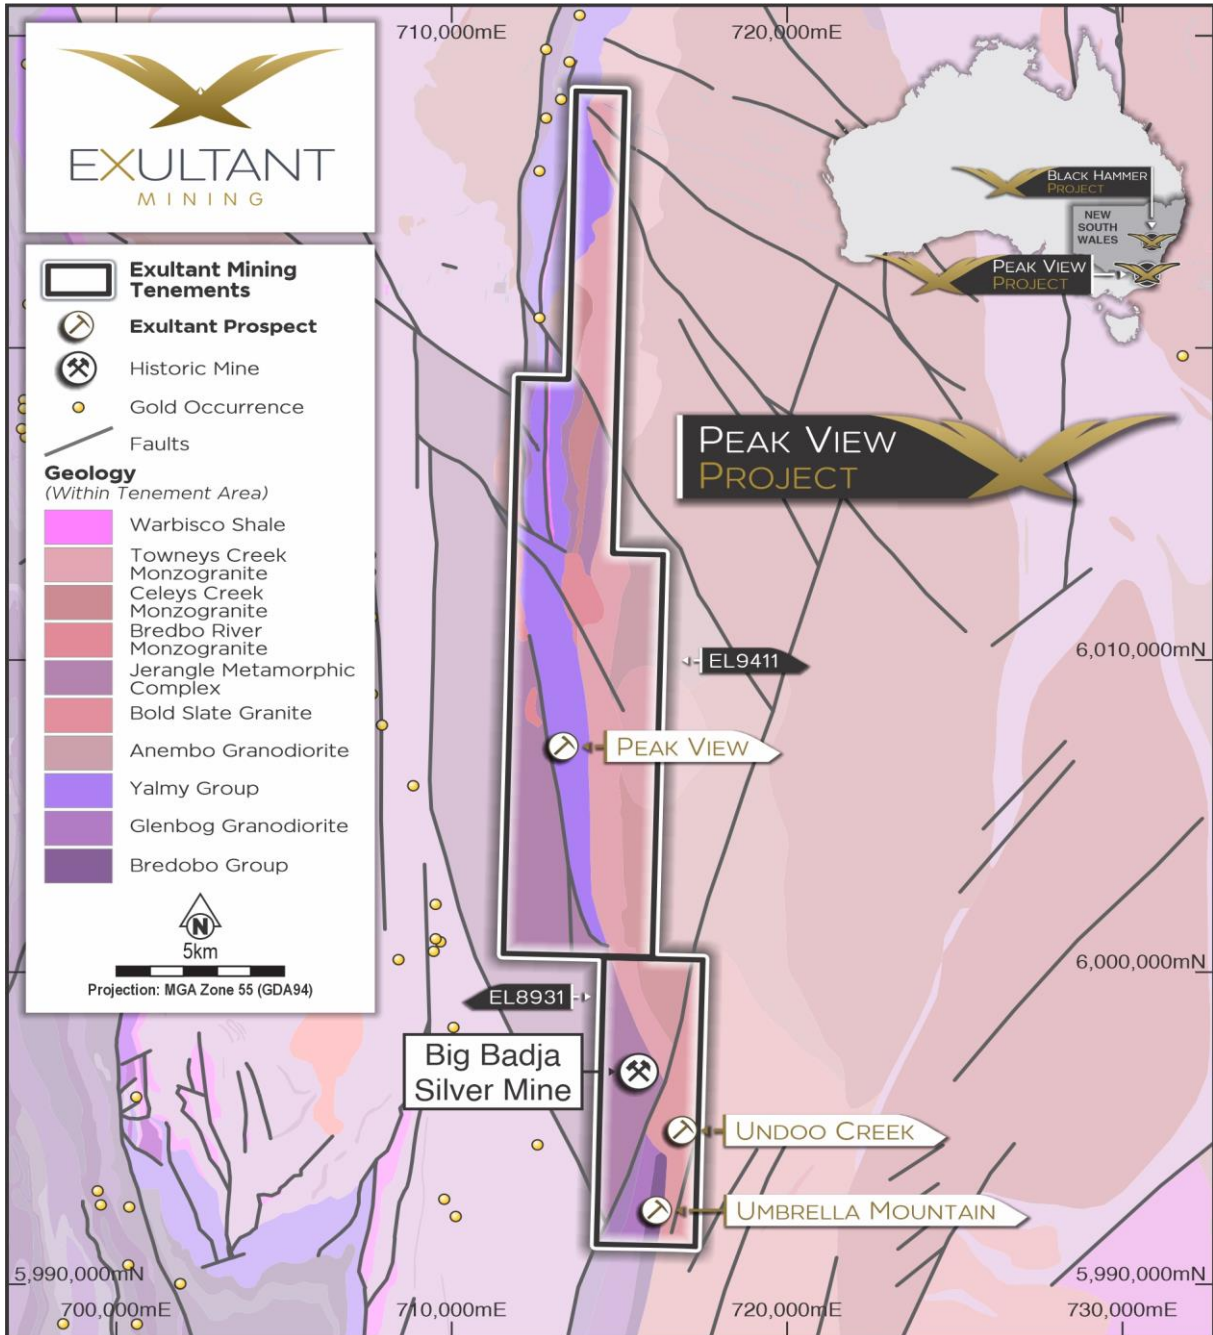 710,000mE
720,000mE
EXULTANT
MINING
Exultant Mining
Tenements
Exultant Prospect
Historic Mine
Gold Occurrence
Faults
Geology
(Within Tenement Area)
Warbisco Shale
Towneys Creek
Monzogranite
Celeys Creek
Monzogranite
Bredbo River
Monzogranite
Jerangle Metamorphic
Complex
Bold Slate Granite
Anembo Granodiorite
Yalmy Group
Glenbog Granodiorite
Bredobo Group
N
5km
Projection: MGA Zone 55 (GDA94)
BLACK HAMMER
PROJECT
NEW
SOUTH
WALES
PEAK VIEW
PROJECT
PEAK VIEW
PROJECT
6,010,000mN
EL9411
PEAK VIEW
6,000,000mN
EL8931
Big Badja
Silver Mine
UNDOO CREEK
UMBRELLA MOUNTAIN
5,990,000mN
5,990,000mN
700,000mE
710,000mE
720,000mE
730,000mE